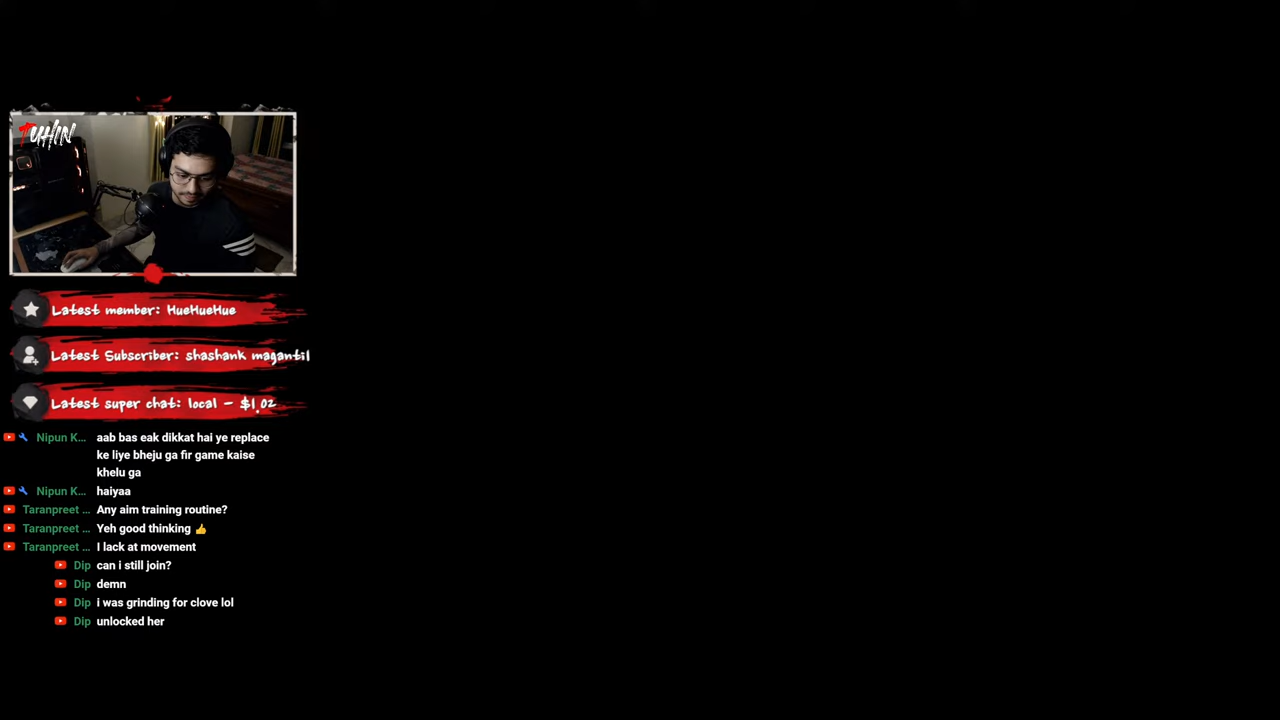 TUHIN
Latest member: HueHueHue
Latest Subscriber: shashank magantil
Latest super chat: local - $1.02
Nipun K... aab bas eak dikkat hai ye replace
ke liye bheju ga fir game kaise
khelu ga
Nipun K... haiyaa
Taranpreet ... Any aim training routine?
Taranpreet ... Yeh good thinking 👍
Taranpreet ... I lack at movement
Dip can i still join?
Dip demn
Dip i was grinding for clove lol
Dip unlocked her